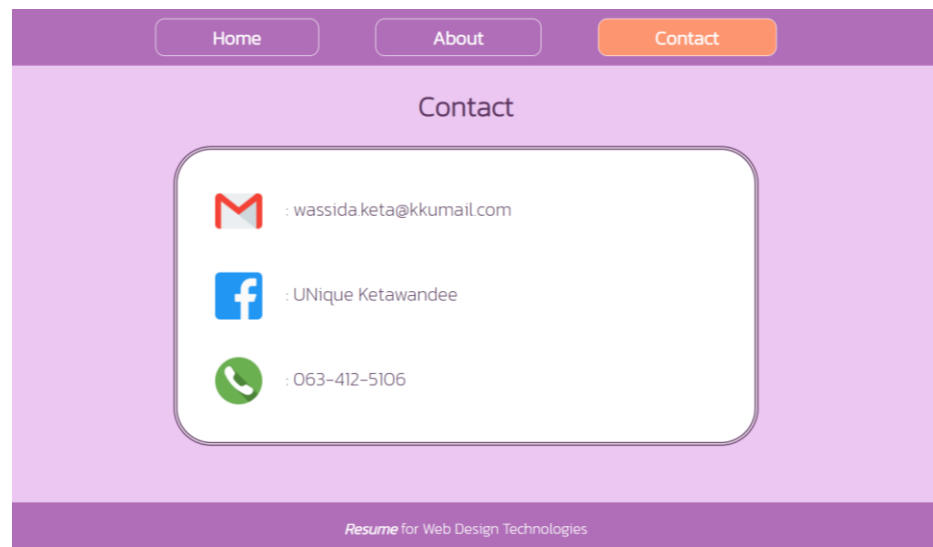 Home About Contact
Contact
: wassida.keta@kkumail.com
: UNique Ketawandee
: 063-412-5106
Resume for Web Design Technologies